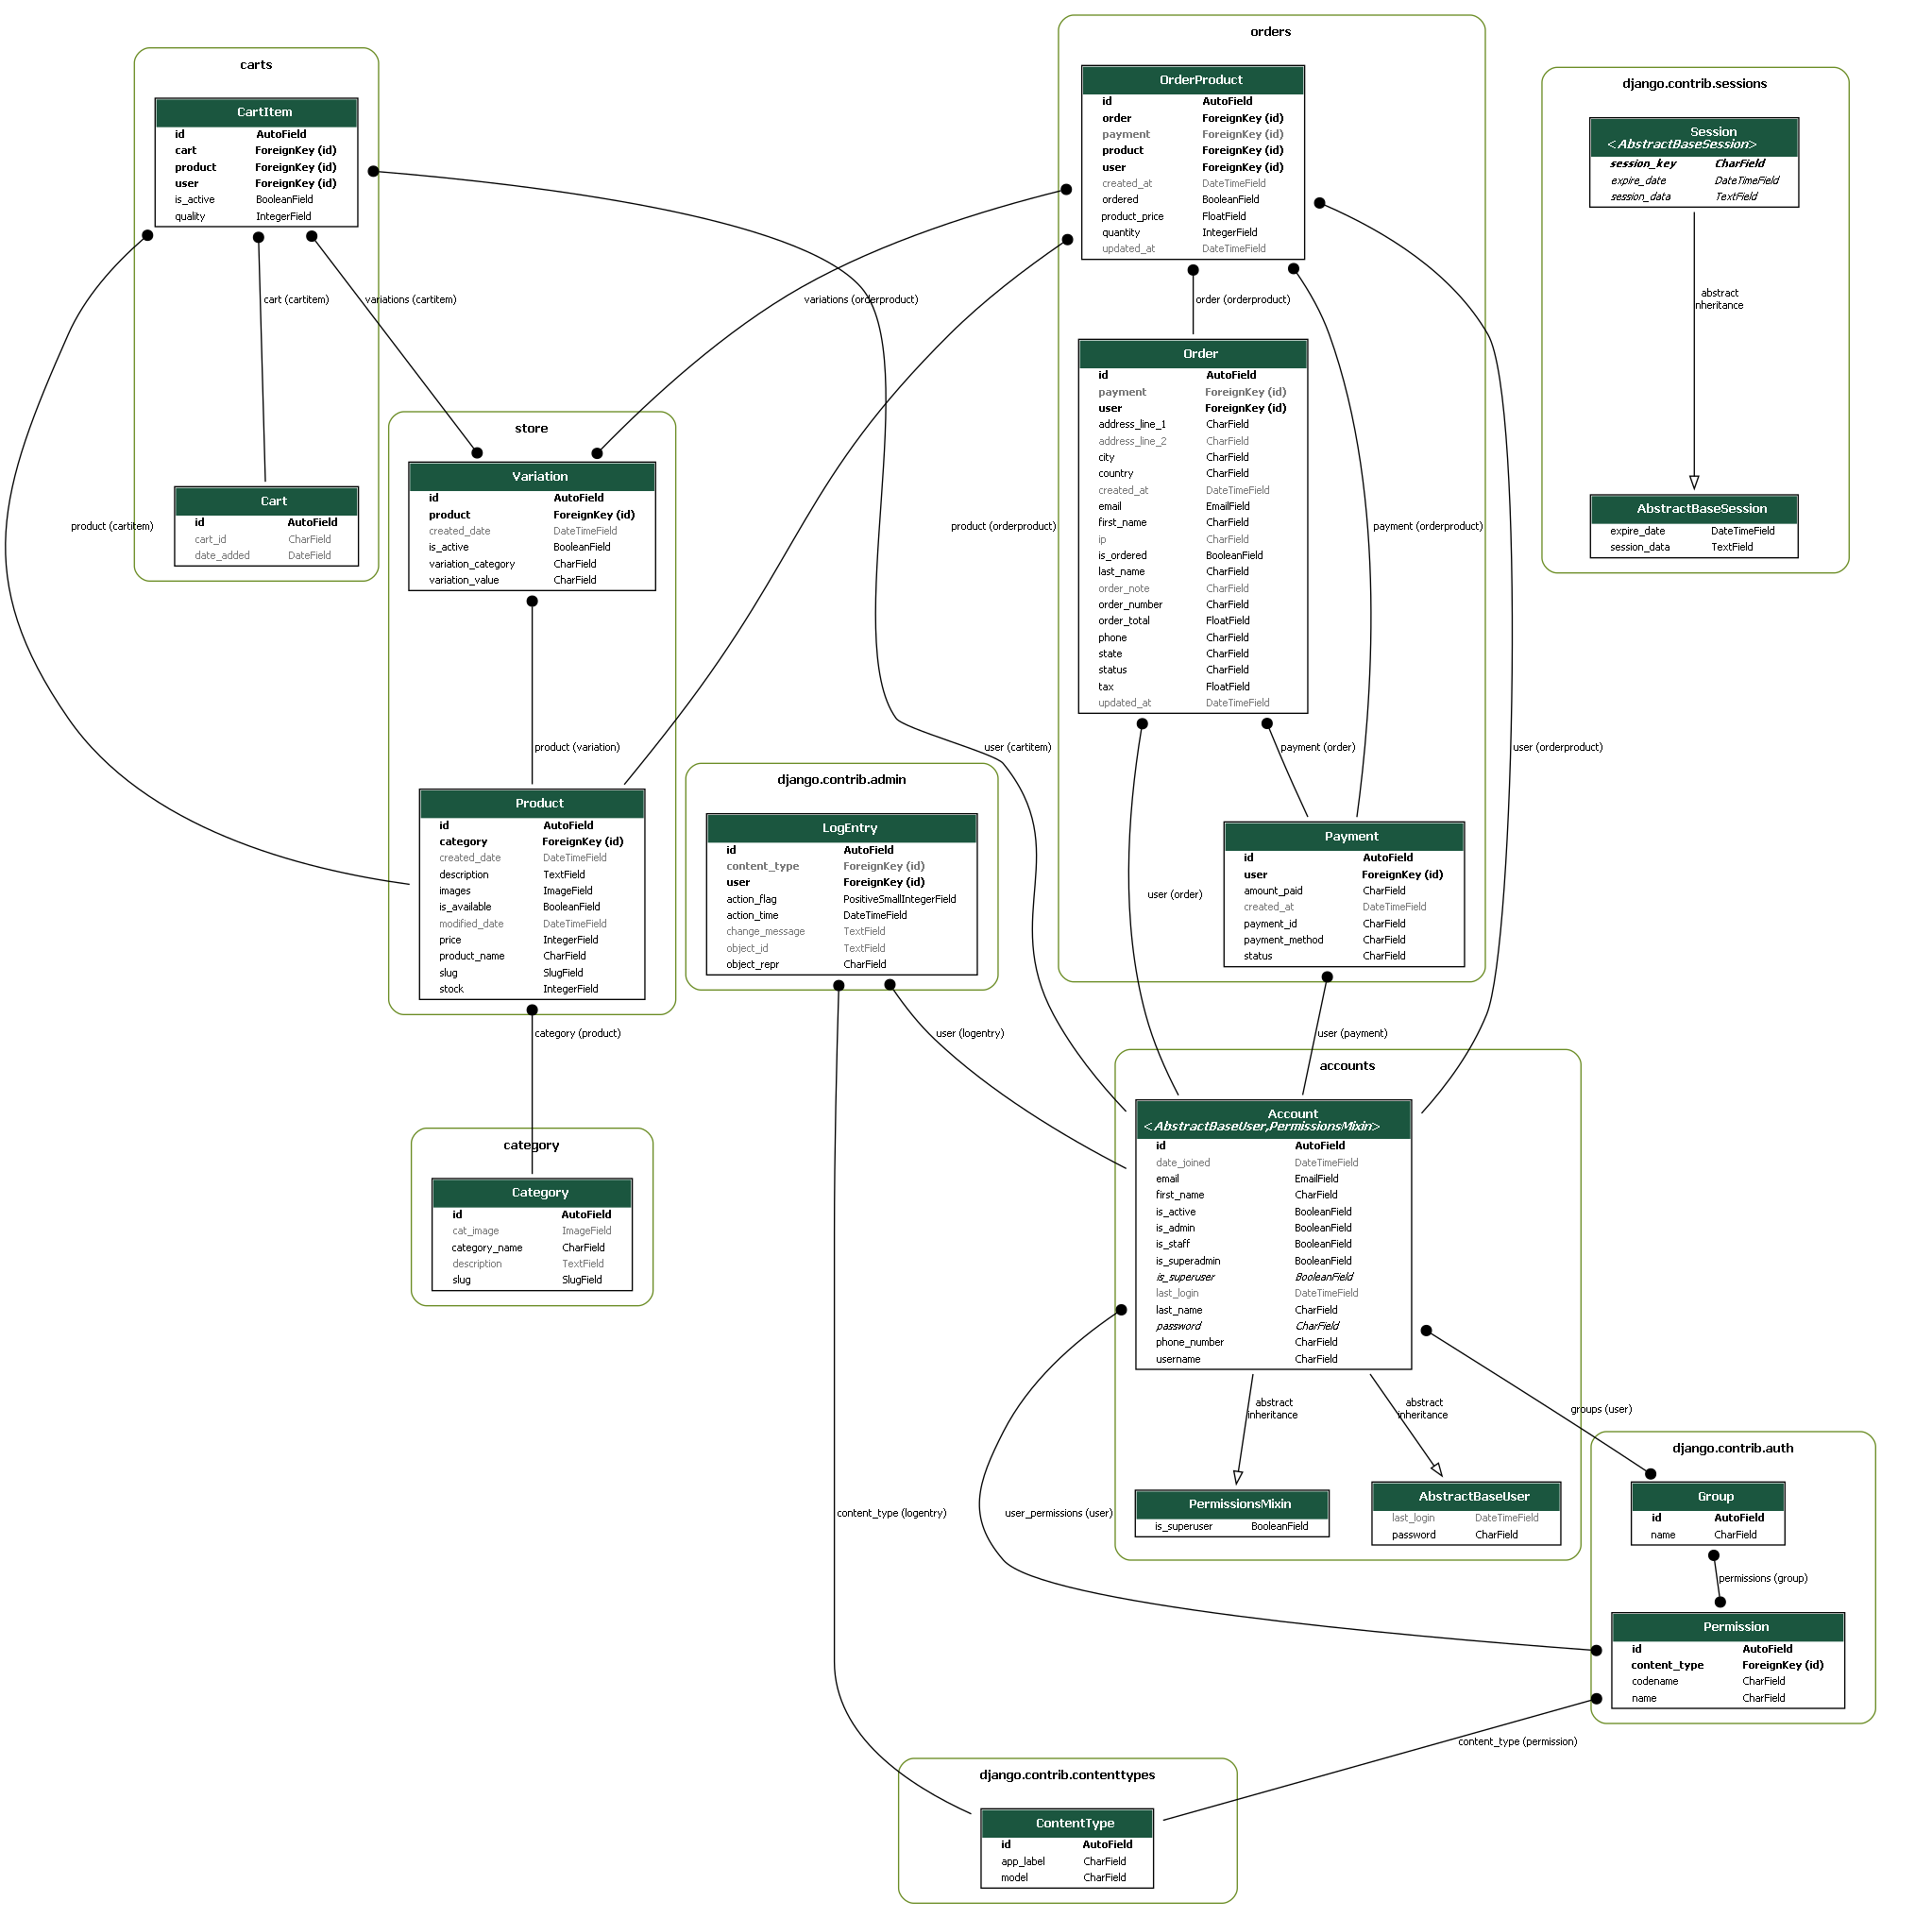 carts
CartItem
id AutoField
cart ForeignKey (id)
product ForeignKey (id)
user ForeignKey (id)
is_active BooleanField
quality IntegerField
cart (cartitem)
variations (cartitem)
product (cartitem)
Cart
id AutoField
cart_id CharField
date_added DateField
store
Variation
id AutoField
product ForeignKey (id)
created_date DateTimeField
is_active BooleanField
variation_category CharField
variation_value CharField
product (variation)
Product
id AutoField
category ForeignKey (id)
created_date DateTimeField
description TextField
images ImageField
is_available BooleanField
modified_date DateTimeField
price IntegerField
product_name CharField
slug SlugField
stock IntegerField
category (product)
category
Category
id AutoField
cat_image ImageField
category_name CharField
description TextField
slug SlugField
orders
OrderProduct
id AutoField
order ForeignKey (id)
payment ForeignKey (id)
product ForeignKey (id)
user ForeignKey (id)
created_at DateTimeField
ordered BooleanField
product_price FloatField
quantity IntegerField
updated_at DateTimeField
variations (orderproduct)
order (orderproduct)
product (orderproduct)
payment (orderproduct)
Order
id AutoField
payment ForeignKey (id)
user ForeignKey (id)
address_line_1 CharField
address_line_2 CharField
city CharField
country CharField
created_at DateTimeField
email EmailField
first_name CharField
ip CharField
is_ordered BooleanField
last_name CharField
order_note CharField
order_number CharField
order_total FloatField
phone CharField
state CharField
status CharField
tax FloatField
updated_at DateTimeField
user (cartitem)
payment (order)
user (orderproduct)
user (order)
Payment
id AutoField
user ForeignKey (id)
amount_paid CharField
created_at DateTimeField
payment_id CharField
payment_method CharField
status CharField
user (payment)
django.contrib.sessions
Session
<AbstractBaseSession>
session_key CharField
expire_date DateTimeField
session_data TextField
abstract
inheritance
AbstractBaseSession
expire_date DateTimeField
session_data TextField
django.contrib.admin
LogEntry
id AutoField
content_type ForeignKey (id)
user ForeignKey (id)
action_flag PositiveSmallIntegerField
action_time DateTimeField
change_message TextField
object_id TextField
object_repr CharField
user (logentry)
content_type (logentry)
accounts
Account
<AbstractBaseUser,PermissionsMixin>
id AutoField
date_joined DateTimeField
email EmailField
first_name CharField
is_active BooleanField
is_admin BooleanField
is_staff BooleanField
is_superadmin BooleanField
is_superuser BooleanField
last_login DateTimeField
last_name CharField
password CharField
phone_number CharField
username CharField
abstract
inheritance
abstract
inheritance
groups (user)
user_permissions (user)
PermissionsMixin
is_superuser BooleanField
AbstractBaseUser
last_login DateTimeField
password CharField
django.contrib.auth
Group
id AutoField
name CharField
permissions (group)
Permission
id AutoField
content_type ForeignKey (id)
codename CharField
name CharField
content_type (permission)
django.contrib.contenttypes
ContentType
id AutoField
app_label CharField
model CharField